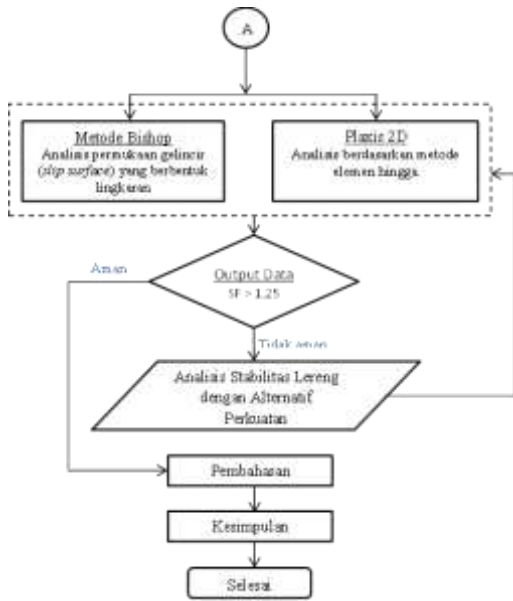 A
Metode Bishop
Analisis permukaan gelincir
(slip surface) yang berbentuk
lingkaran
Plaxis 2D
Analisis berdasarkan metode
elemen hingga
Aman
Output Data
SF > 1.25
Tidak aman
Analisis Stabilitas Lereng
dengan Alternatif
Perkuatan
Pembahasan
Kesimpulan
Selesai